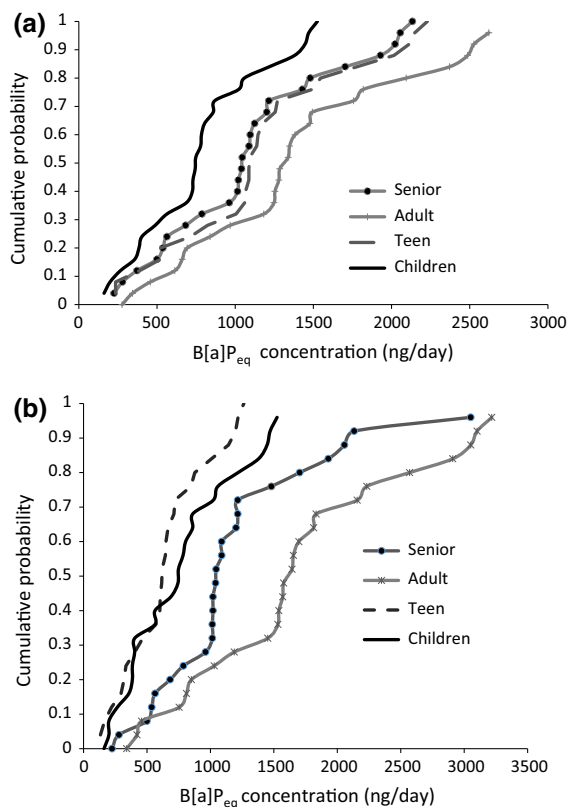 (a)
Cumulative probability
1
0.9
0.8
0.7
0.6
0.5
0.4
0.3
0.2
0.1
0
Senior
Adult
Teen
Children
0 500 1000 1500 2000 2500 3000
B[a]Peq concentration (ng/day)
(b)
Cumulative probability
1
0.9
0.8
0.7
0.6
0.5
0.4
0.3
0.2
0.1
0
Senior
Adult
Teen
Children
0 500 1000 1500 2000 2500 3000 3500
B[a]Peq concentration (ng/day)